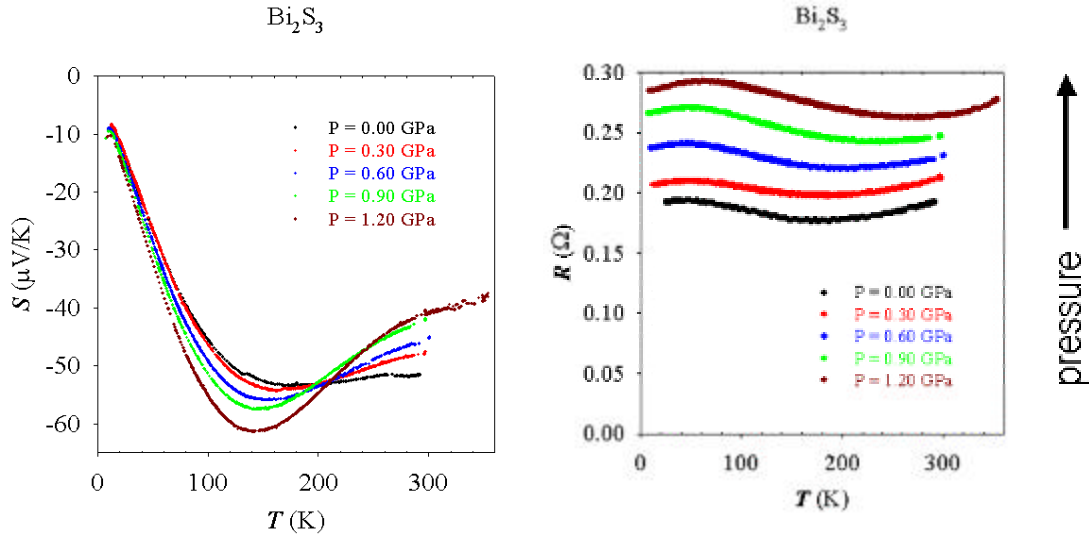 Bi₂S₃
0
-10
-20
-30
-40
-50
-60
S (μV/K)
P = 0.00 GPa
P = 0.30 GPa
P = 0.60 GPa
P = 0.90 GPa
P = 1.20 GPa
0 100 200 300
T (K)
Bi₂S₃
0.30
0.25
0.20
0.15
0.10
0.05
0.00
R (Ω)
P = 0.00 GPa
P = 0.30 GPa
P = 0.60 GPa
P = 0.90 GPa
P = 1.20 GPa
0 100 200 300
T (K)
pressure